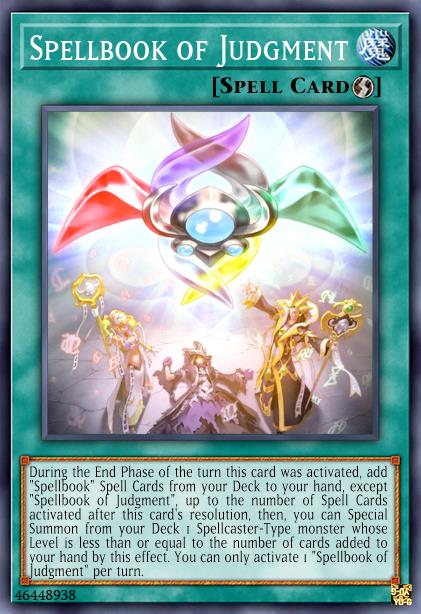 Spellbook of Judgment
[Spell Card]
During the End Phase of the turn this card was activated, add
"Spellbook" Spell Cards from your Deck to your hand, except
"Spellbook of Judgment", up to the number of Spell Cards
activated after this card's resolution, then, you can Special
Summon from your Deck 1 Spellcaster-Type monster whose
Level is less than or equal to the number of cards added to
your hand by this effect. You can only activate 1 "Spellbook of
Judgment" per turn.
46448938